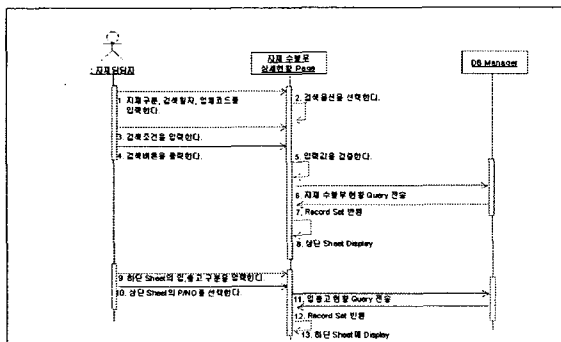 자재 수불부
상세현황 Page
DB Manager
: 자재담당자
1. 자재구분, 검색일자, 업체코드를
입력한다.
2. 검색옵션을 선택한다.
3. 검색조건을 입력한다.
4. 검색버튼을 클릭한다.
5. 입력값을 검증한다.
6. 자재 수불부 현황 Query 전송
7. Record Set 반환
8. 상단 Sheet Display
9. 하단 Sheet의 입,출고 구분을 입력한다.
10. 상단 Sheet의 P/NO를 선택한다.
11. 입출고현황 Query 전송
12. Record Set 반환
13. 하단 Sheet에 Display